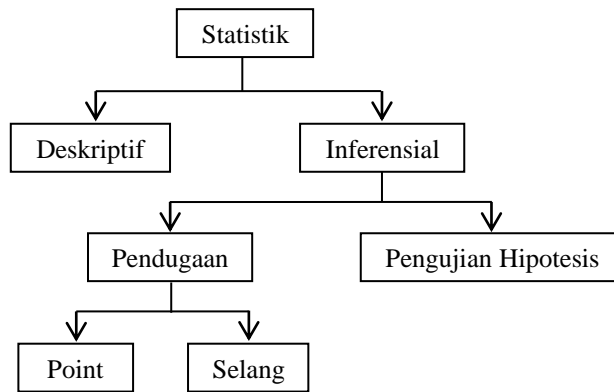 Statistik
Deskriptif
Inferensial
Pendugaan
Pengujian Hipotesis
Point
Selang